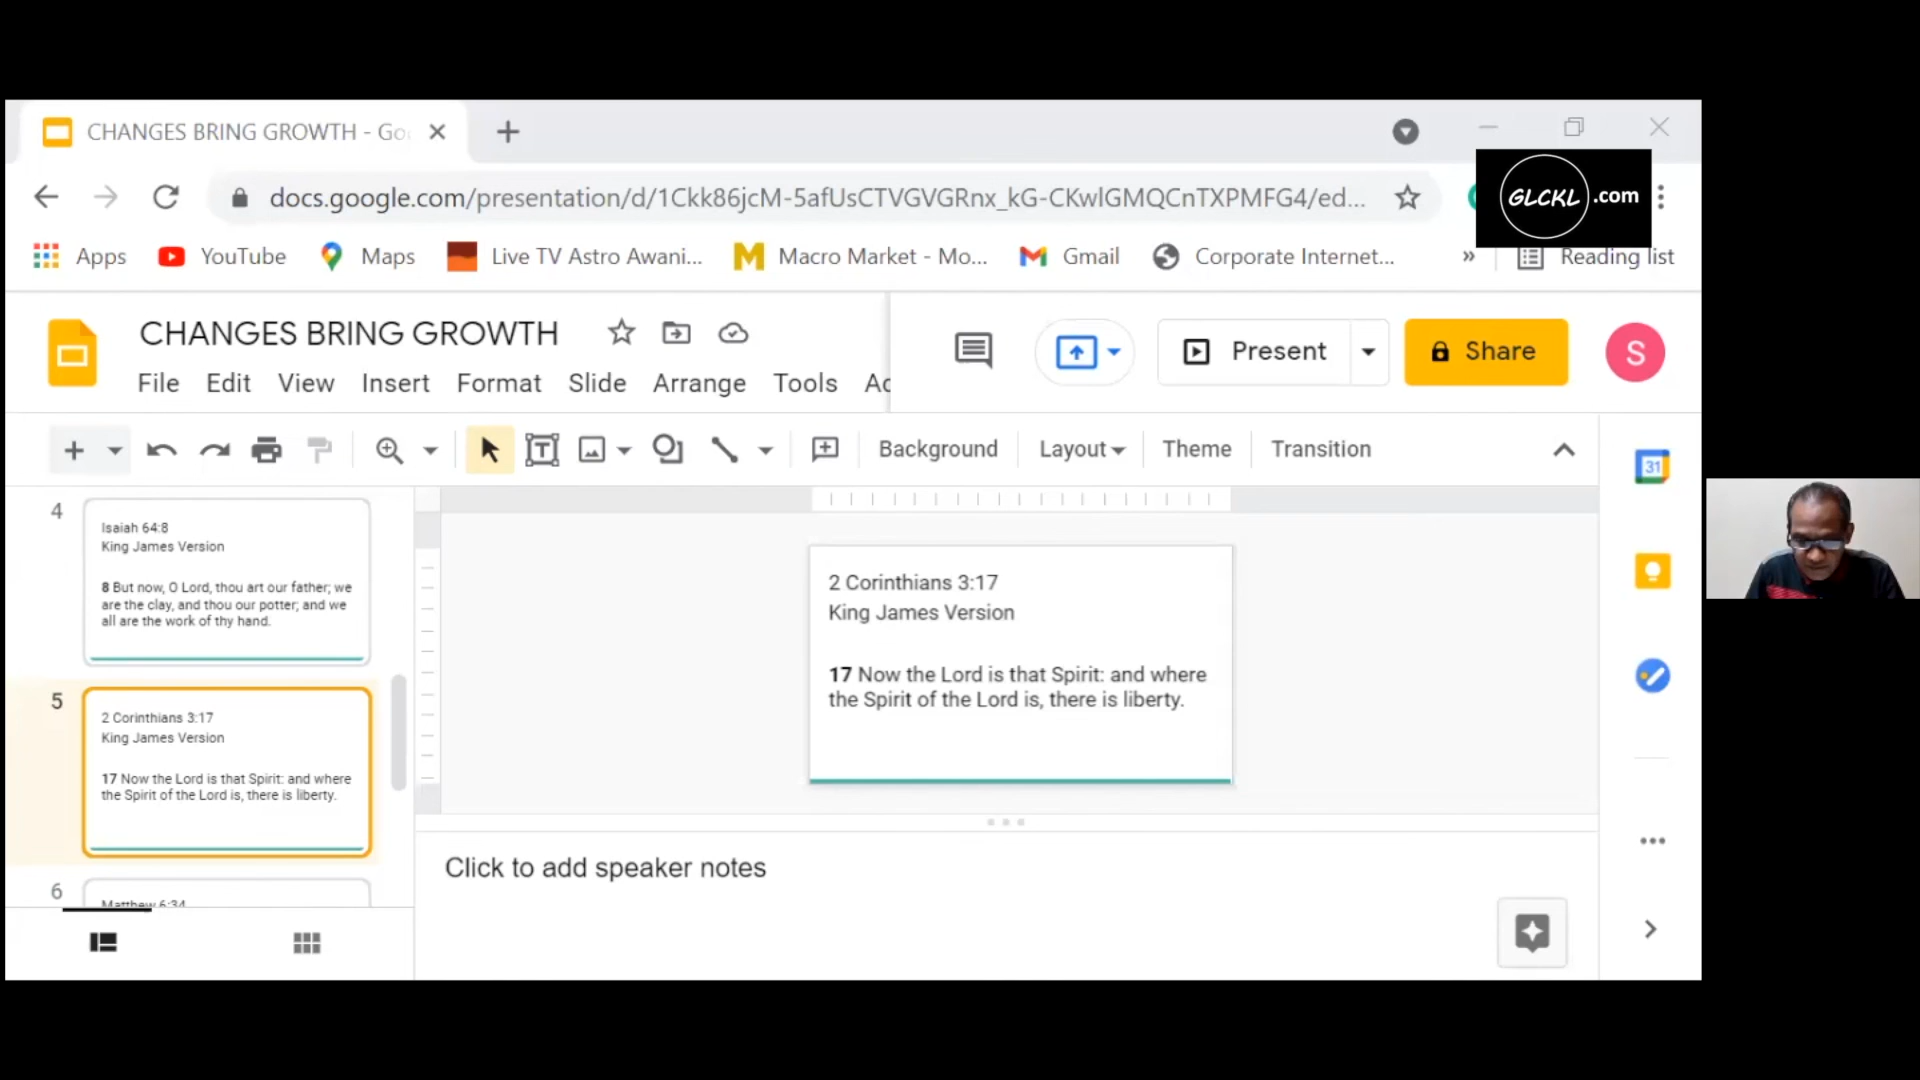 CHANGES BRING GROWTH - Go
docs.google.com/presentation/d/1Ckk86jcM-5afUsCTVGVGRnx_kG-CKwlGMQCnTXPMFG4/ed...
GLCKL.com
Apps YouTube Maps Live TV Astro Awani... Macro Market - Mo... Gmail Corporate Internet... » Reading list
CHANGES BRING GROWTH
Present
Share
S
File Edit View Insert Format Slide Arrange Tools Ac
Background Layout Theme Transition
31
4
Isaiah 64:8
King James Version
8 But now, O Lord, thou art our father; we
are the clay, and thou our potter; and we
all are the work of thy hand.
5
2 Corinthians 3:17
King James Version
17 Now the Lord is that Spirit: and where
the Spirit of the Lord is, there is liberty.
6
Matthew 6:34
2 Corinthians 3:17
King James Version
17 Now the Lord is that Spirit: and where
the Spirit of the Lord is, there is liberty.
Click to add speaker notes